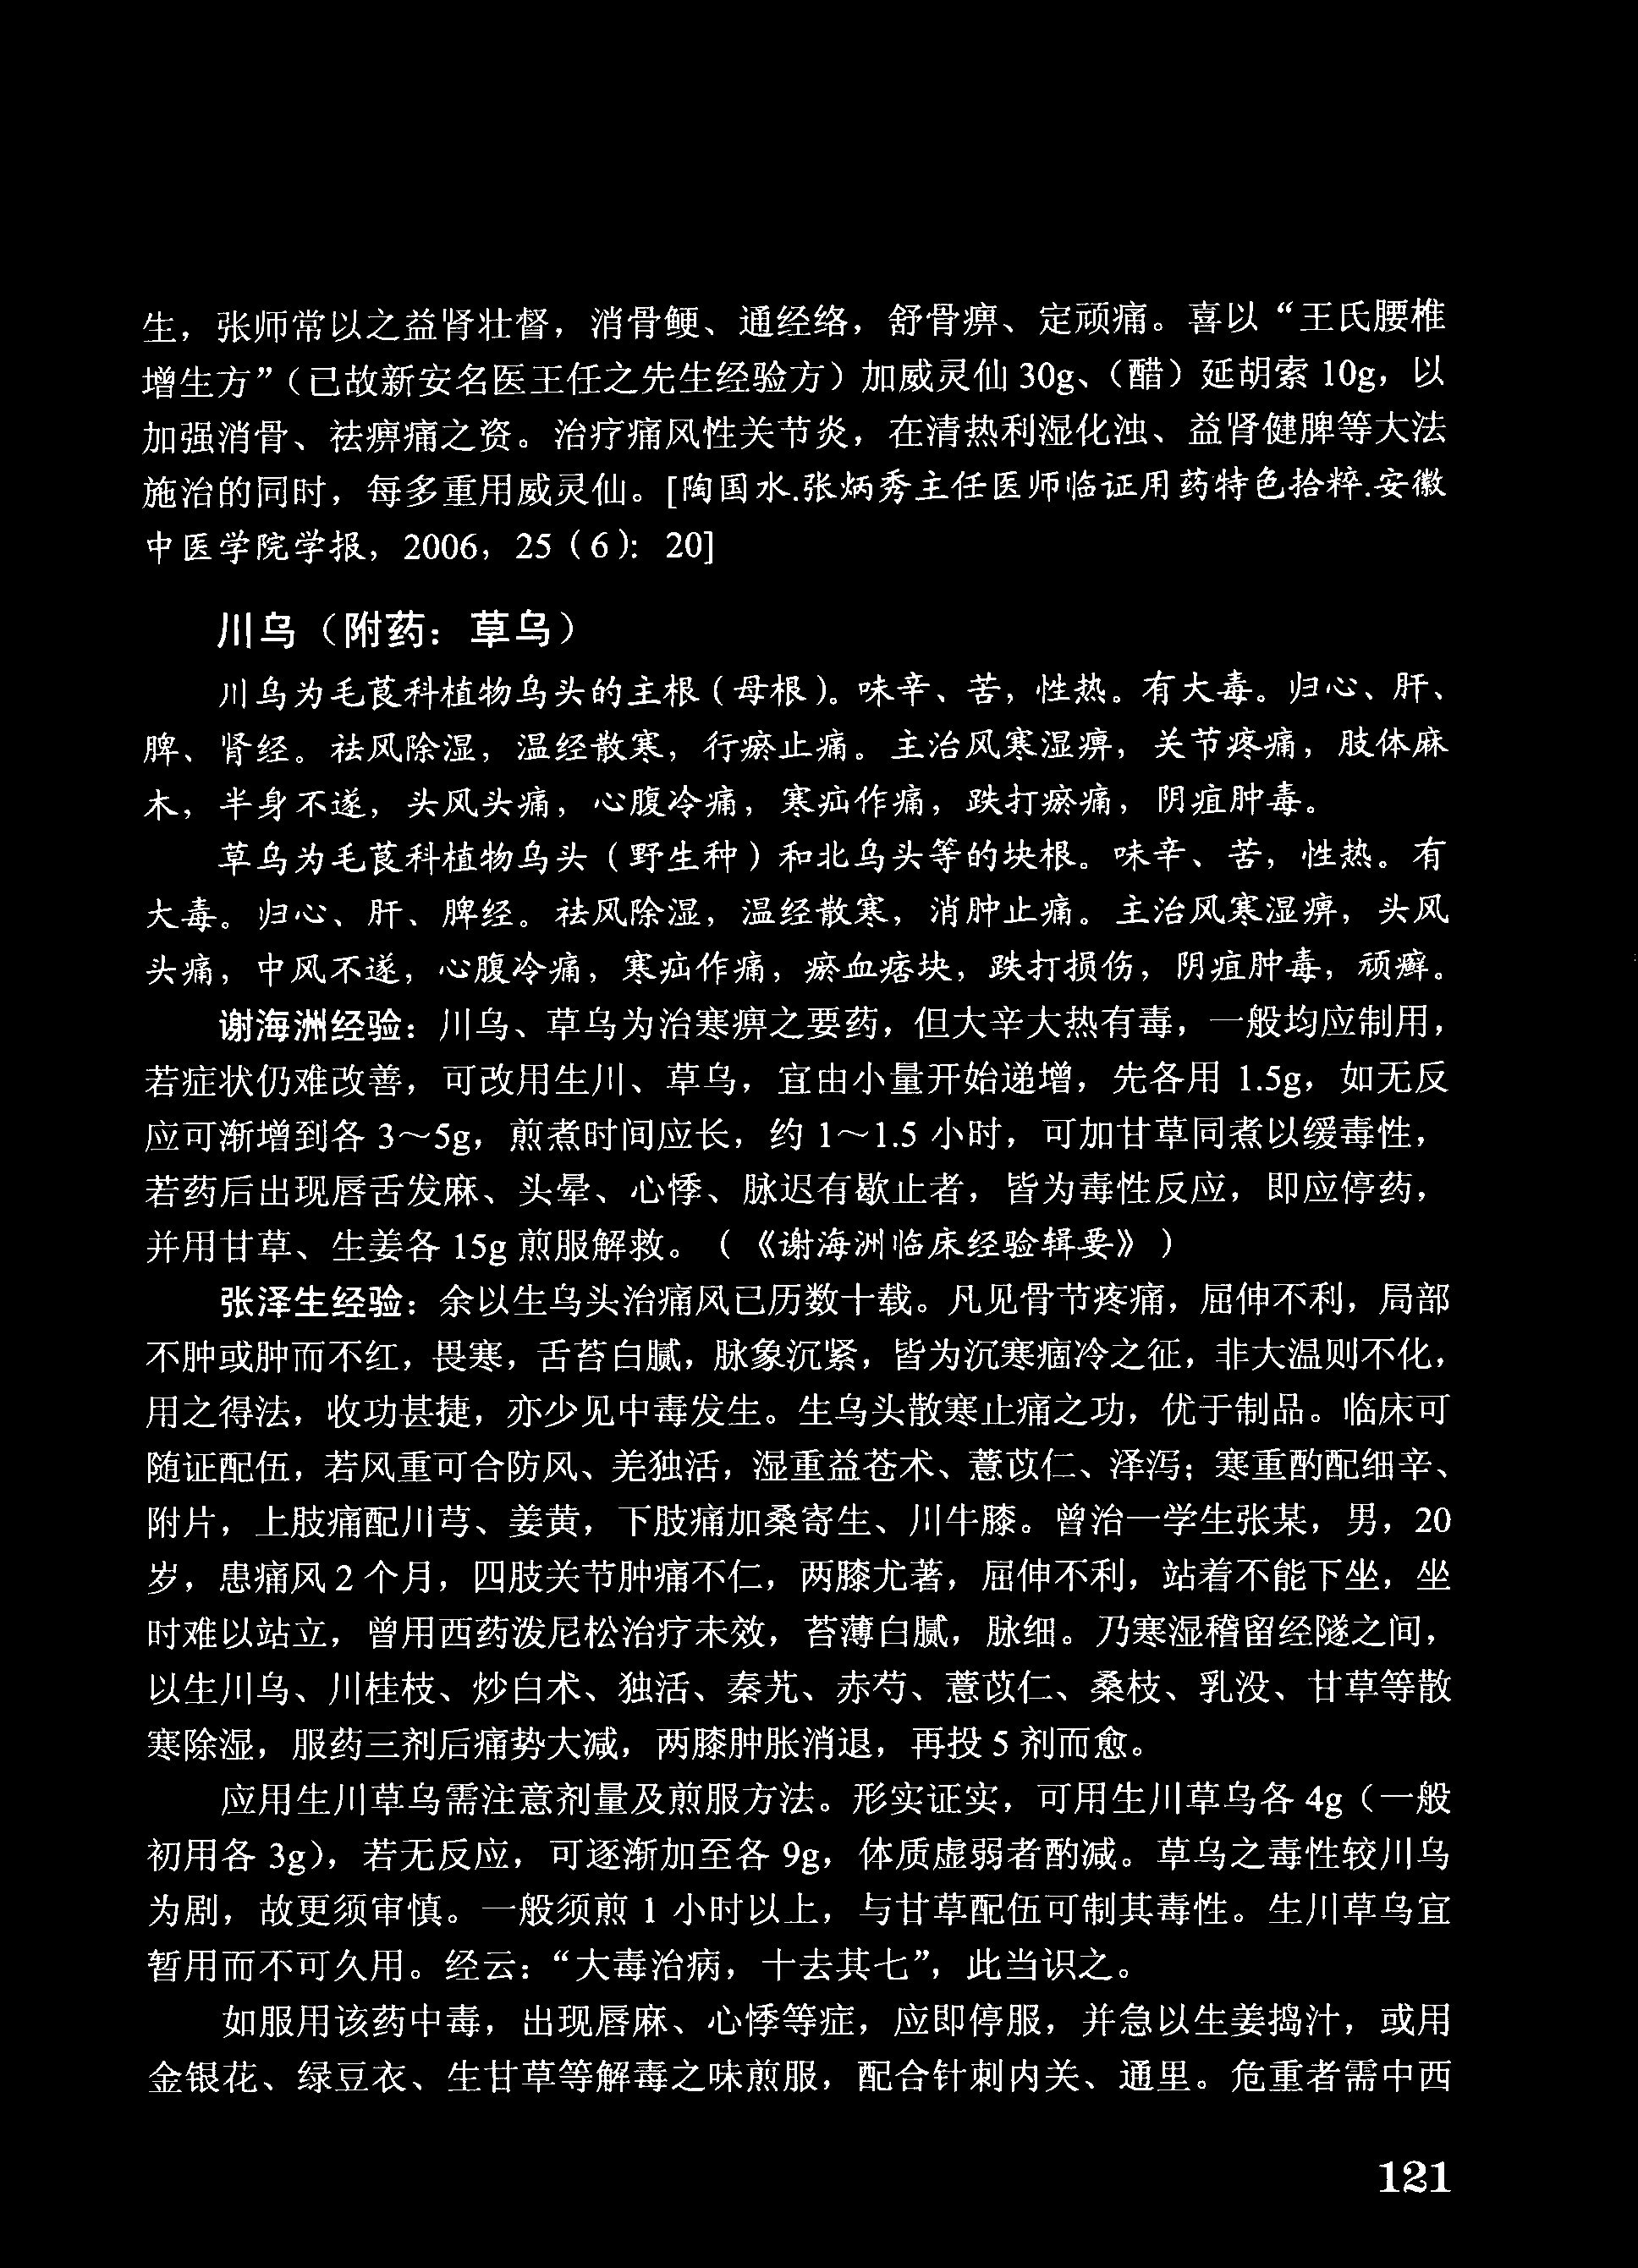 生，张师常以之益肾壮督，消骨鲠、通经络，舒骨痹、定顽痛。喜以“王氏腰椎
增生方”（已故新安名医王任之先生经验方）加威灵仙 30g、（醋）延胡索 10g，以
加强消骨、祛痹痛之资。治疗痛风性关节炎，在清热利湿化浊、益肾健脾等大法
施治的同时，每多重用威灵仙。[陶国水.张炳秀主任医师临证用药特色拾粹.安徽
中医学院学报，2006，25（6）：20]
川乌（附药：草乌）
川乌为毛茛科植物乌头的主根（母根）。味辛、苦，性热。有大毒。归心、肝、
脾、肾经。祛风除湿，温经散寒，行瘀止痛。主治风寒湿痹，关节疼痛，肢体麻
木，半身不遂，头风头痛，心腹冷痛，寒疝作痛，跌打瘀痛，阴疽肿毒。
草乌为毛茛科植物乌头（野生种）和北乌头等的块根。味辛、苦，性热。有
大毒。归心、肝、脾经。祛风除湿，温经散寒，消肿止痛。主治风寒湿痹，头风
头痛，中风不遂，心腹冷痛，寒疝作痛，瘀血痞块，跌打损伤，阴疽肿毒，顽癣。
谢海洲经验：川乌、草乌为治寒痹之要药，但大辛大热有毒，一般均应制用，
若症状仍难改善，可改用生川、草乌，宜由小量开始递增，先各用 1.5g，如无反
应可渐增到各 3～5g，煎煮时间应长，约 1～1.5 小时，可加甘草同煮以缓毒性，
若药后出现唇舌发麻、头晕、心悸、脉迟有歇止者，皆为毒性反应，即应停药，
并用甘草、生姜各 15g 煎服解救。（《谢海洲临床经验辑要》）
张泽生经验：余以生乌头治痛风已历数十载。凡见骨节疼痛，屈伸不利，局部
不肿或肿而不红，畏寒，舌苔白腻，脉象沉紧，皆为沉寒痼冷之征，非大温则不化，
用之得法，收功甚捷，亦少见中毒发生。生乌头散寒止痛之功，优于制品。临床可
随证配伍，若风重可合防风、羌独活，湿重益苍术、薏苡仁、泽泻；寒重酌配细辛、
附片，上肢痛配川芎、姜黄，下肢痛加桑寄生、川牛膝。曾治一学生张某，男，20
岁，患痛风 2 个月，四肢关节肿痛不仁，两膝尤著，屈伸不利，站着不能下坐，坐
时难以站立，曾用西药泼尼松治疗未效，苔薄白腻，脉细。乃寒湿稽留经隧之间，
以生川乌、川桂枝、炒白术、独活、秦艽、赤芍、薏苡仁、桑枝、乳没、甘草等散
寒除湿，服药三剂后痛势大减，两膝肿胀消退，再投 5 剂而愈。
应用生川草乌需注意剂量及煎服方法。形实证实，可用生川草乌各 4g（一般
初用各 3g），若无反应，可逐渐加至各 9g，体质虚弱者酌减。草乌之毒性较川乌
为剧，故更须审慎。一般须煎 1 小时以上，与甘草配伍可制其毒性。生川草乌宜
暂用而不可久用。经云：“大毒治病，十去其七”，此当识之。
如服用该药中毒，出现唇麻、心悸等症，应即停服，并急以生姜捣汁，或用
金银花、绿豆衣、生甘草等解毒之味煎服，配合针刺内关、通里。危重者需中西
121